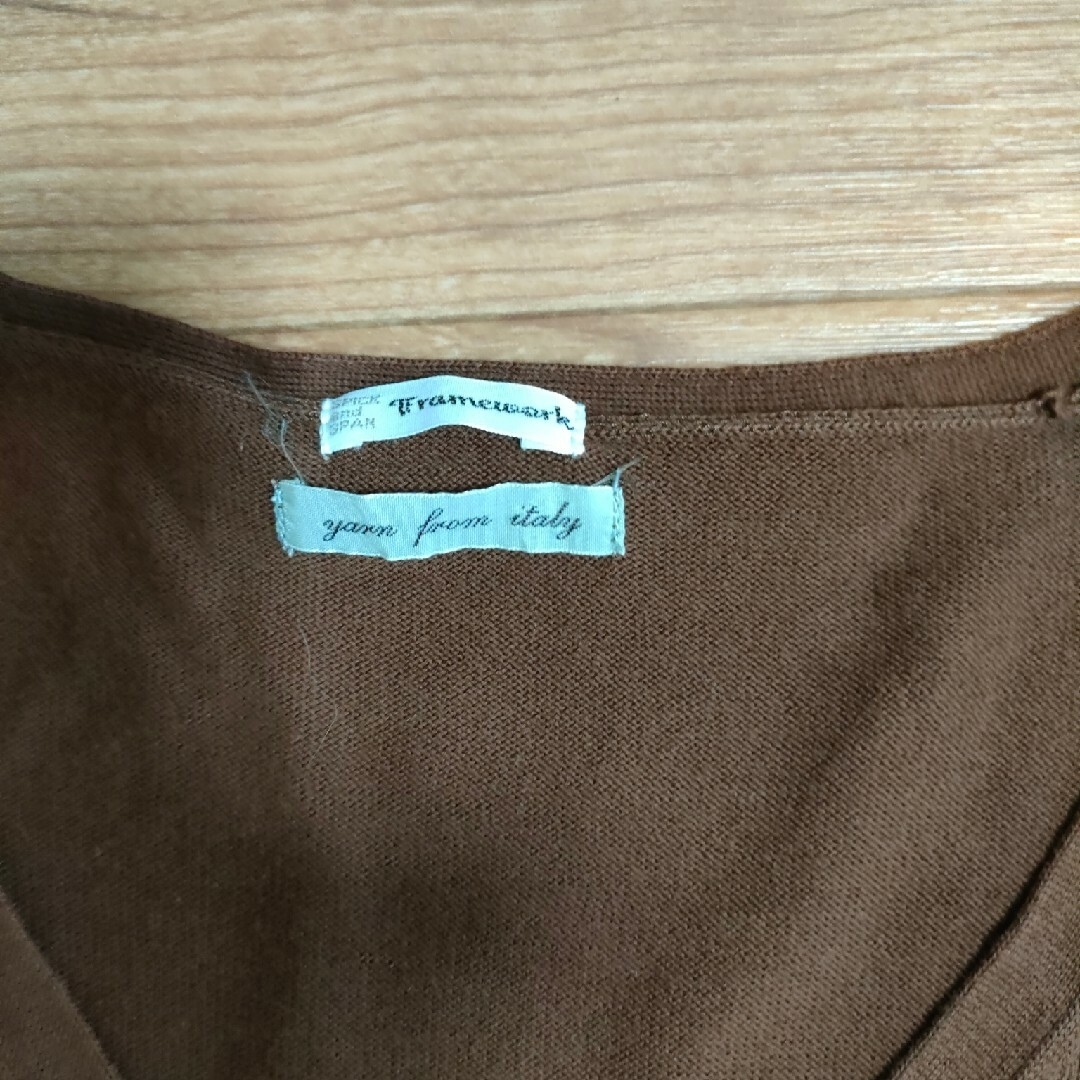 SPICK
and
SPAN
Framework
yarn from italy